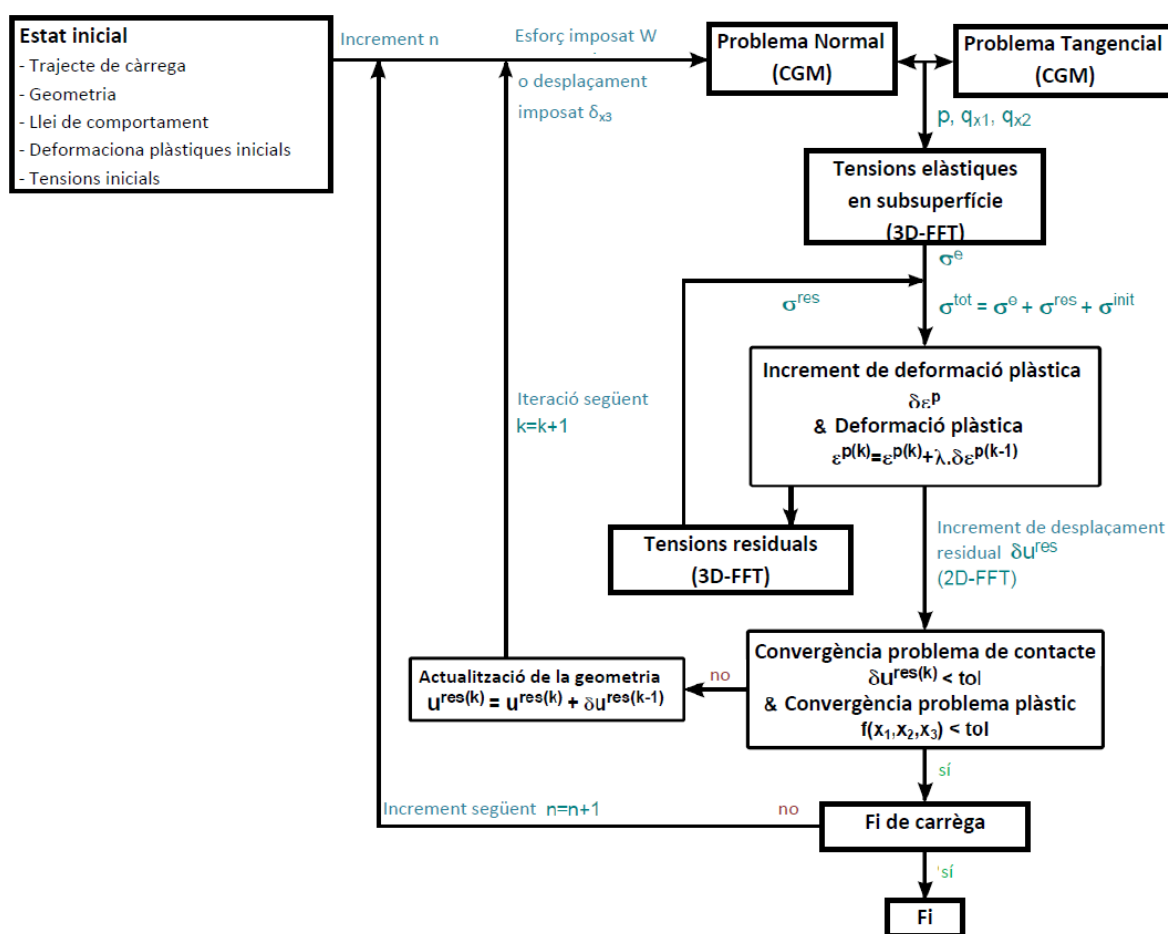 Estat inicial
- Trajecte de càrrega
- Geometria
- Llei de comportament
- Deformaciona plàstiques inicials
- Tensions inicials
Increment n
Esforç imposat W
o desplaçament
imposat δx3
Problema Normal
(CGM)
Problema Tangencial
(CGM)
p, qx1, qx2
Tensions elàstiques
en subsuperfície
(3D-FFT)
σe
σres
σtot = σe + σres + σinit
Increment de deformació plàstica
δεp
& Deformació plàstica
εp(k)=εp(k)+λ.δεp(k-1)
Iteració següent
k=k+1
Tensions residuals
(3D-FFT)
Increment de desplaçament
residual δures
(2D-FFT)
Convergència problema de contacte
δures(k) < tol
& Convergència problema plàstic
f(x1,x2,x3) < tol
no
Actualització de la geometria
ures(k) = ures(k) + δures(k-1)
sí
Increment següent n=n+1
no
Fi de carrèga
'sí
Fi